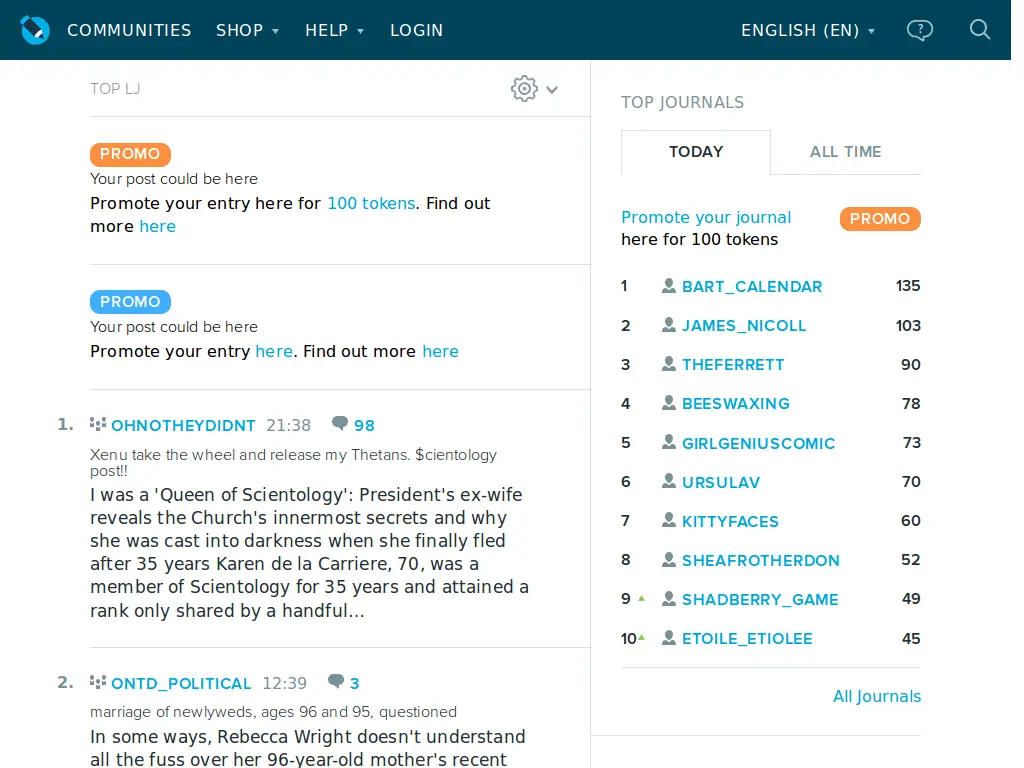 COMMUNITIES SHOP HELP LOGIN ENGLISH (EN) ?
TOP LJ
PROMO
Your post could be here
Promote your entry here for 100 tokens. Find out
more here
PROMO
Your post could be here
Promote your entry here. Find out more here
1. OHNOTHEYDIDNT 21:38 98
Xenu take the wheel and release my Thetans. $cientology
post!!
I was a 'Queen of Scientology': President's ex-wife
reveals the Church's innermost secrets and why
she was cast into darkness when she finally fled
after 35 years Karen de la Carriere, 70, was a
member of Scientology for 35 years and attained a
rank only shared by a handful...
2. ONTD_POLITICAL 12:39 3
marriage of newlyweds, ages 96 and 95, questioned
In some ways, Rebecca Wright doesn't understand
all the fuss over her 96-year-old mother's recent
TOP JOURNALS
TODAY ALL TIME
Promote your journal PROMO
here for 100 tokens
1 BART_CALENDAR 135
2 JAMES_NICOLL 103
3 THEFERRETT 90
4 BEESWAXING 78
5 GIRLGENIUSCOMIC 73
6 URSULAV 70
7 KITTYFACES 60
8 SHEAFROTHERDON 52
9 SHADBERRY_GAME 49
10 ETOILE_ETIOLEE 45
All Journals